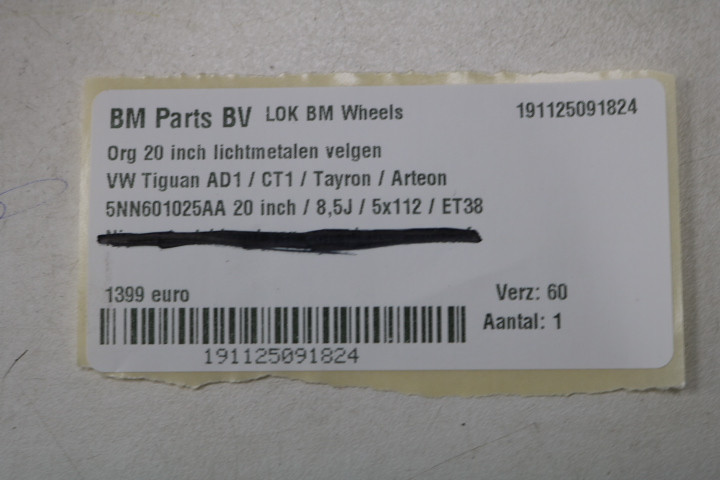 BM Parts BV LOK BM Wheels 191125091824
Org 20 inch lichtmetalen velgen
VW Tiguan AD1 / CT1 / Tayron / Arteon
5NN601025AA 20 inch / 8,5J / 5x112 / ET38
1399 euro Verz: 60
Aantal: 1
191125091824